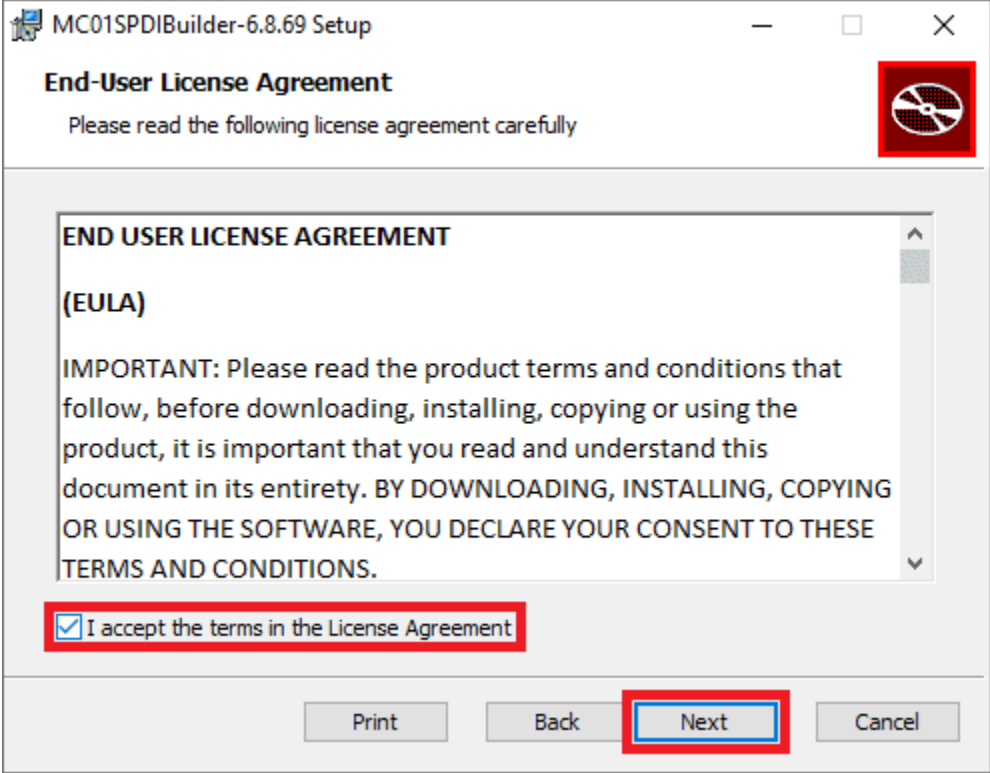 MC01SPDIBuilder-6.8.69 Setup
End-User License Agreement
Please read the following license agreement carefully
END USER LICENSE AGREEMENT
(EULA)
IMPORTANT: Please read the product terms and conditions that
follow, before downloading, installing, copying or using the
product, it is important that you read and understand this
document in its entirety. BY DOWNLOADING, INSTALLING, COPYING
OR USING THE SOFTWARE, YOU DECLARE YOUR CONSENT TO THESE
TERMS AND CONDITIONS.
I accept the terms in the License Agreement
Print Back Next Cancel